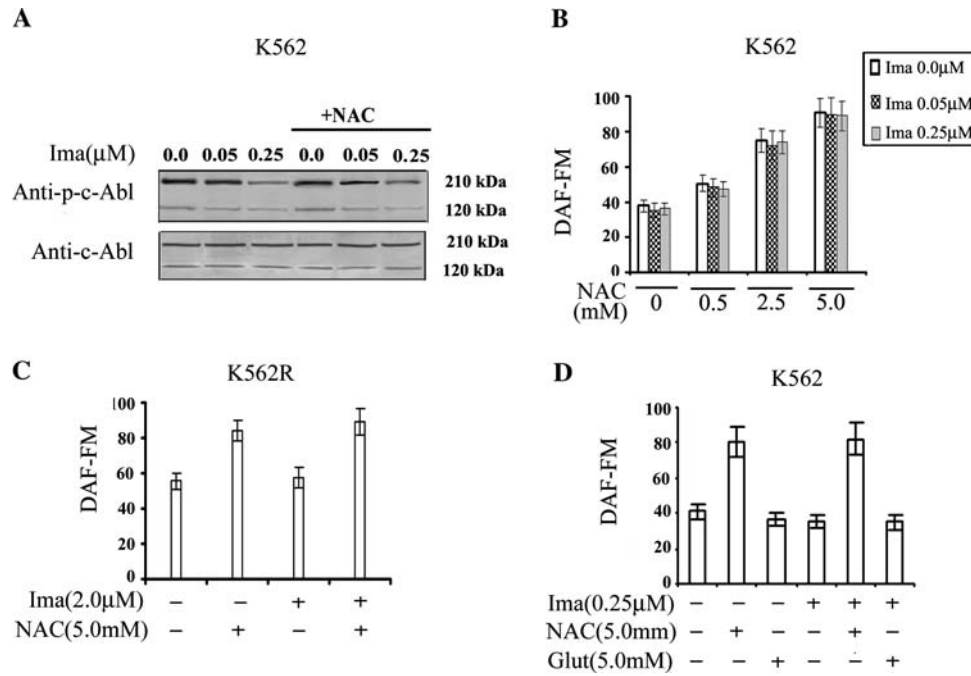 A
K562
+NAC
Ima(μM) 0.0 0.05 0.25 0.0 0.05 0.25
Anti-p-c-Abl 210 kDa
120 kDa
Anti-c-Abl 210 kDa
120 kDa
B
K562
Ima 0.0μM
Ima 0.05μM
Ima 0.25μM
DAF-FM
100
80
60
40
20
0
NAC
(mM) 0 0.5 2.5 5.0
C
K562R
DAF-FM
100
80
60
40
20
0
Ima(2.0μM) − − + +
NAC(5.0mM) − + − +
D
K562
DAF-FM
100
80
60
40
20
0
Ima(0.25μM) − − − + + +
NAC(5.0mm) − + − − + −
Glut(5.0mM) − − + − − +